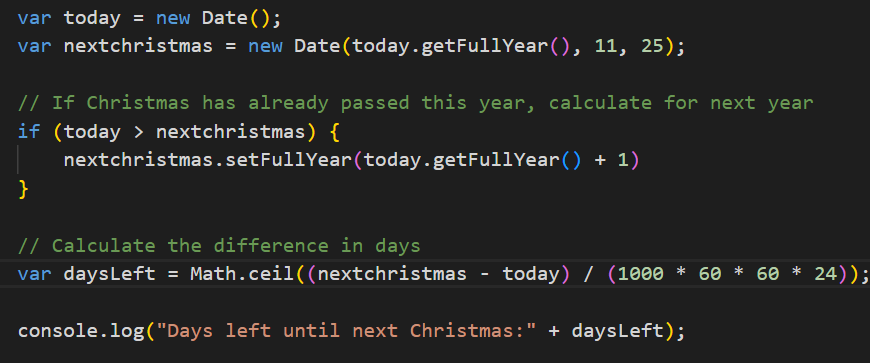 var today = new Date();
var nextchristmas = new Date(today.getFullYear(), 11, 25);
// If Christmas has already passed this year, calculate for next year
if (today > nextchristmas) {
nextchristmas.setFullYear(today.getFullYear() + 1)
}
// Calculate the difference in days
var daysLeft = Math.ceil((nextchristmas - today) / (1000 * 60 * 60 * 24));
console.log("Days left until next Christmas:" + daysLeft);